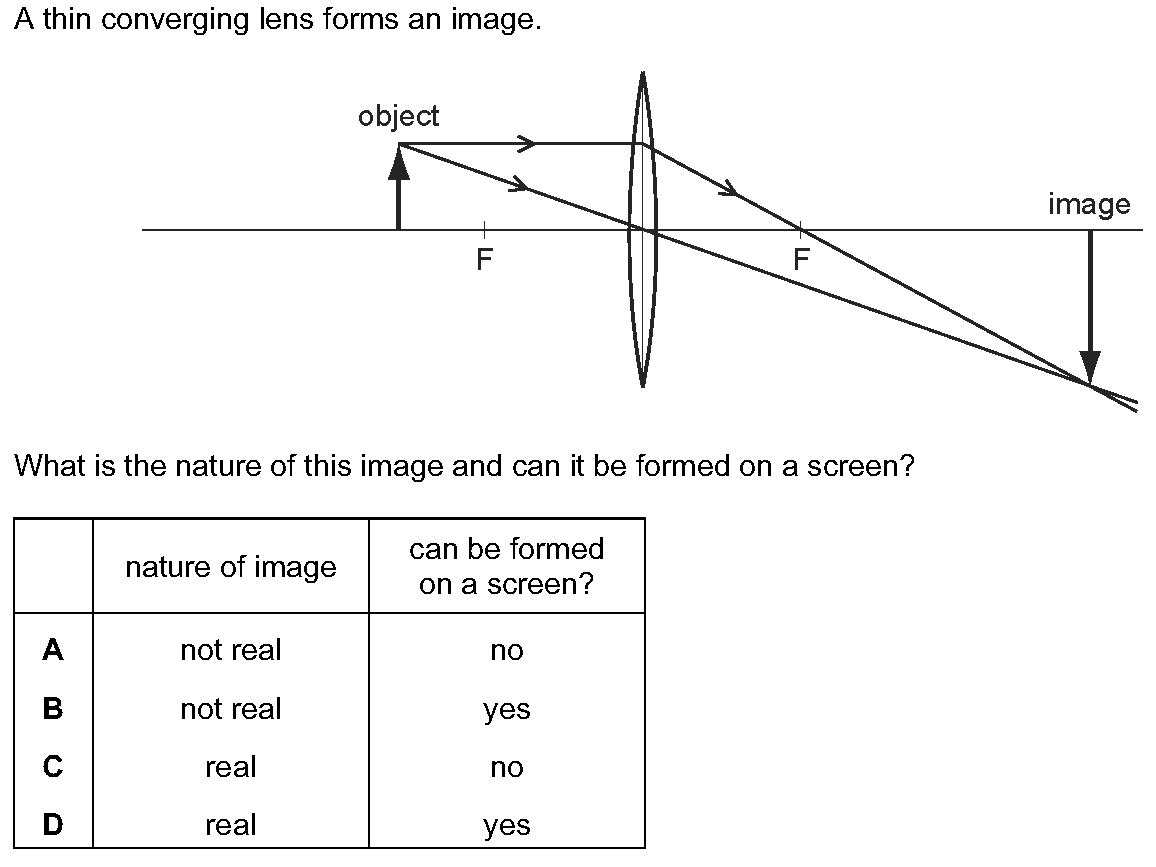 A thin converging lens forms an image.
object
image
F
F
What is the nature of this image and can it be formed on a screen?
nature of image
can be formed
on a screen?
A not real no
B not real yes
C real no
D real yes